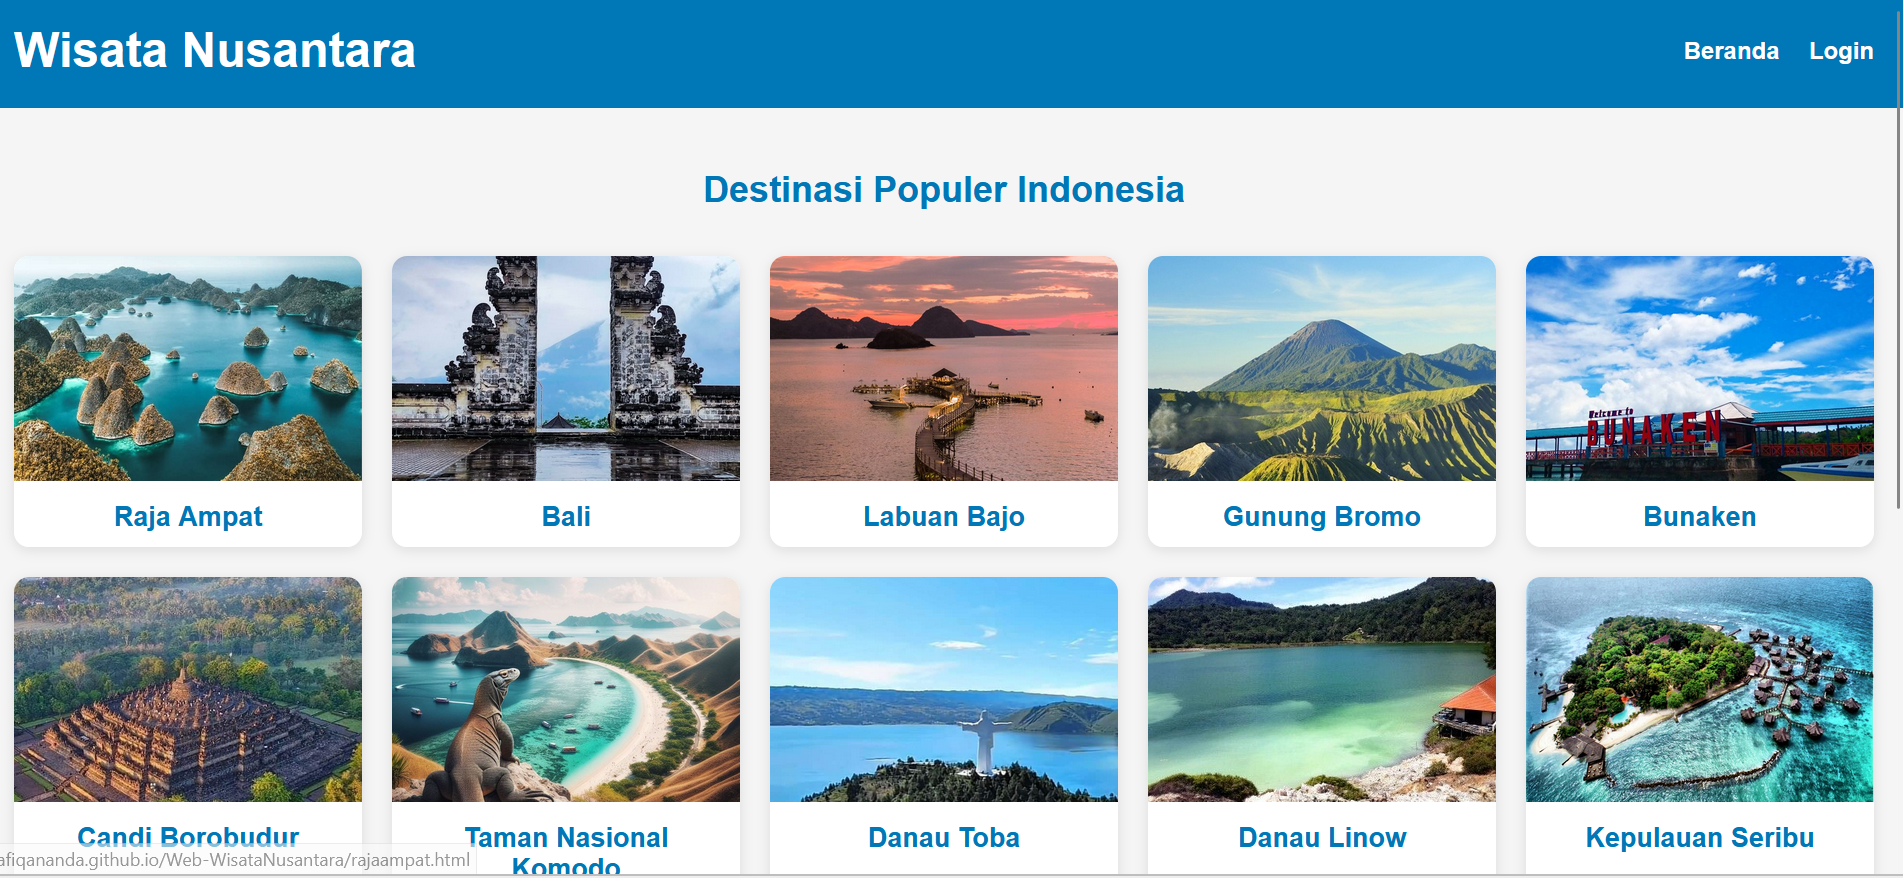 Wisata Nusantara
Beranda Login
Destinasi Populer Indonesia
Raja Ampat
Bali
Labuan Bajo
Gunung Bromo
Welcome to
BUNAKEN
Bunaken
Candi Borobudur
Taman Nasional
Komodo
Danau Toba
Danau Linow
Kepulauan Seribu
afiqananda.github.io/Web-WisataNusantara/rajaampat.html